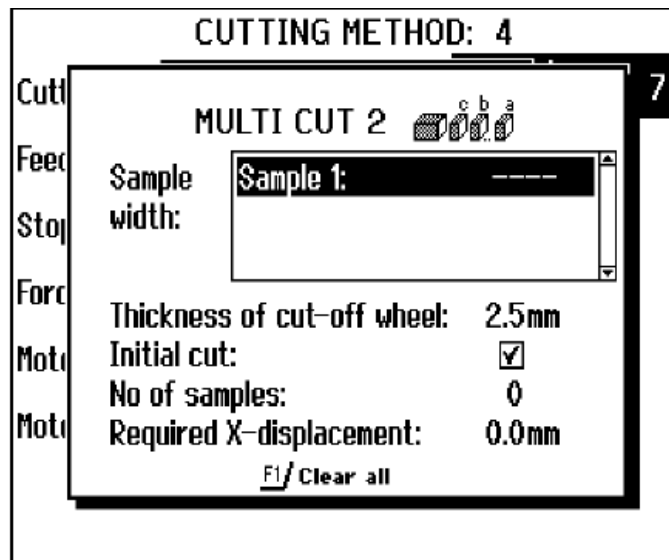 CUTTING METHOD: 4
7
MULTI CUT 2
c b a
Sample width:
Sample 1: ----
Thickness of cut-off wheel: 2.5mm
Initial cut: ✓
No of samples: 0
Required X-displacement: 0.0mm
F1/ Clear all